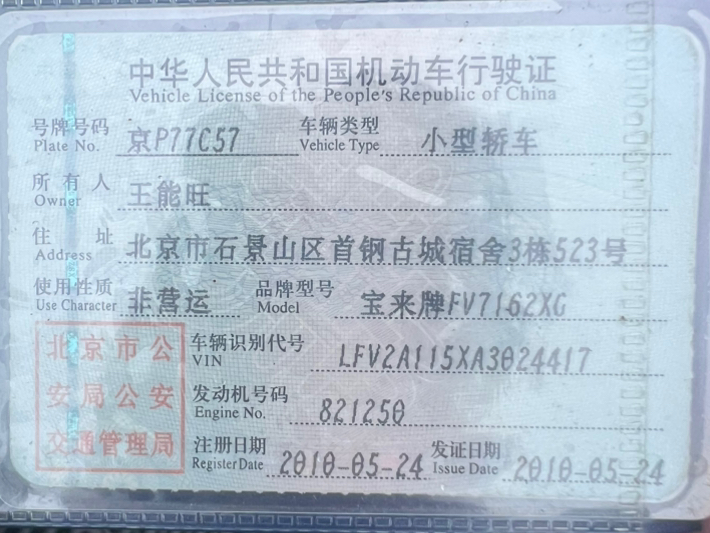 中华人民共和国机动车行驶证
Vehicle License of the People's Republic of China
号牌号码 京P77C57 车辆类型 小型轿车
Plate No. Vehicle Type
所有人 王能旺
Owner
住址 北京市石景山区首钢古城宿舍3栋523号
Address
使用性质 非营运 品牌型号 宝来牌FV7162XG
Use Character Model
北京市公 车辆识别代号 LFV2A115XA3024417
VIN
安局公安 发动机号码 821250
Engine No.
交通管理局 注册日期 2010-05-24 发证日期 2010-05-24
Register Date Issue Date